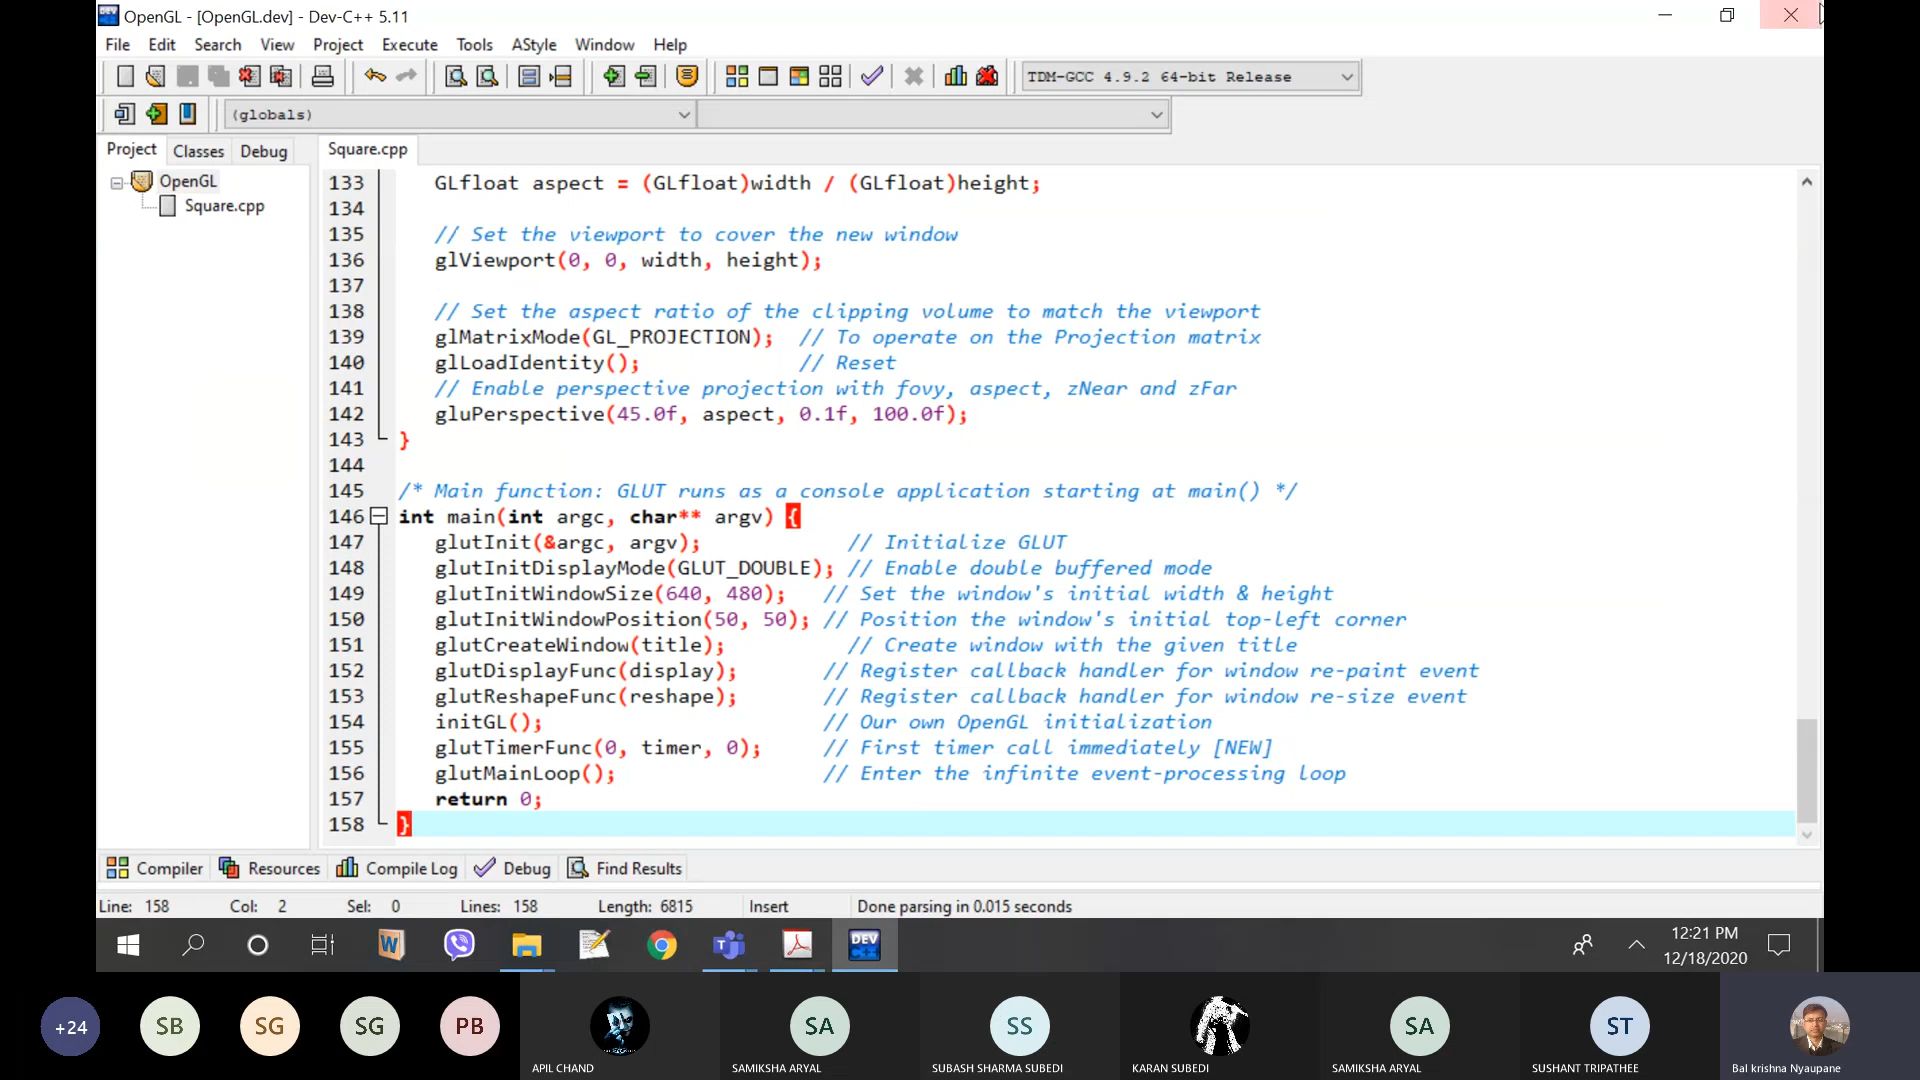 OpenGL - [OpenGL.dev] - Dev-C++ 5.11
File Edit Search View Project Execute Tools AStyle Window Help
TDM-GCC 4.9.2 64-bit Release
(globals)
Project Classes Debug
Square.cpp
OpenGL
Square.cpp
133 GLfloat aspect = (GLfloat)width / (GLfloat)height;
134
135 // Set the viewport to cover the new window
136 glViewport(0, 0, width, height);
137
138 // Set the aspect ratio of the clipping volume to match the viewport
139 glMatrixMode(GL_PROJECTION); // To operate on the Projection matrix
140 glLoadIdentity(); // Reset
141 // Enable perspective projection with fovy, aspect, zNear and zFar
142 gluPerspective(45.0f, aspect, 0.1f, 100.0f);
143 }
144
145 /* Main function: GLUT runs as a console application starting at main() */
146 int main(int argc, char** argv) {
147 glutInit(&argc, argv); // Initialize GLUT
148 glutInitDisplayMode(GLUT_DOUBLE); // Enable double buffered mode
149 glutInitWindowSize(640, 480); // Set the window's initial width & height
150 glutInitWindowPosition(50, 50); // Position the window's initial top-left corner
151 glutCreateWindow(title); // Create window with the given title
152 glutDisplayFunc(display); // Register callback handler for window re-paint event
153 glutReshapeFunc(reshape); // Register callback handler for window re-size event
154 initGL(); // Our own OpenGL initialization
155 glutTimerFunc(0, timer, 0); // First timer call immediately [NEW]
156 glutMainLoop(); // Enter the infinite event-processing loop
157 return 0;
158 }
Compiler Resources Compile Log Debug Find Results
Line: 158 Col: 2 Sel: 0 Lines: 158 Length: 6815 Insert Done parsing in 0.015 seconds
DEV
12:21 PM
12/18/2020
+24 SB SG SG PB SA SS SA ST
APIL CHAND SAMIKSHA ARYAL SUBASH SHARMA SUBEDI KARAN SUBEDI SAMIKSHA ARYAL SUSHANT TRIPATHEE Bal krishna Nyaupane